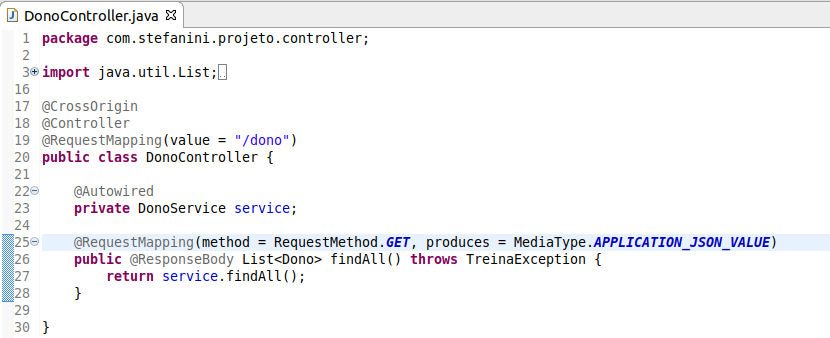 DonoController.java
1 package com.stefanini.projeto.controller;
2
3 import java.util.List;
16
17 @CrossOrigin
18 @Controller
19 @RequestMapping(value = "/dono")
20 public class DonoController {
21
22 @Autowired
23 private DonoService service;
24
25 @RequestMapping(method = RequestMethod.GET, produces = MediaType.APPLICATION_JSON_VALUE)
26 public @ResponseBody List<Dono> findAll() throws TreinaException {
27 return service.findAll();
28 }
29
30 }